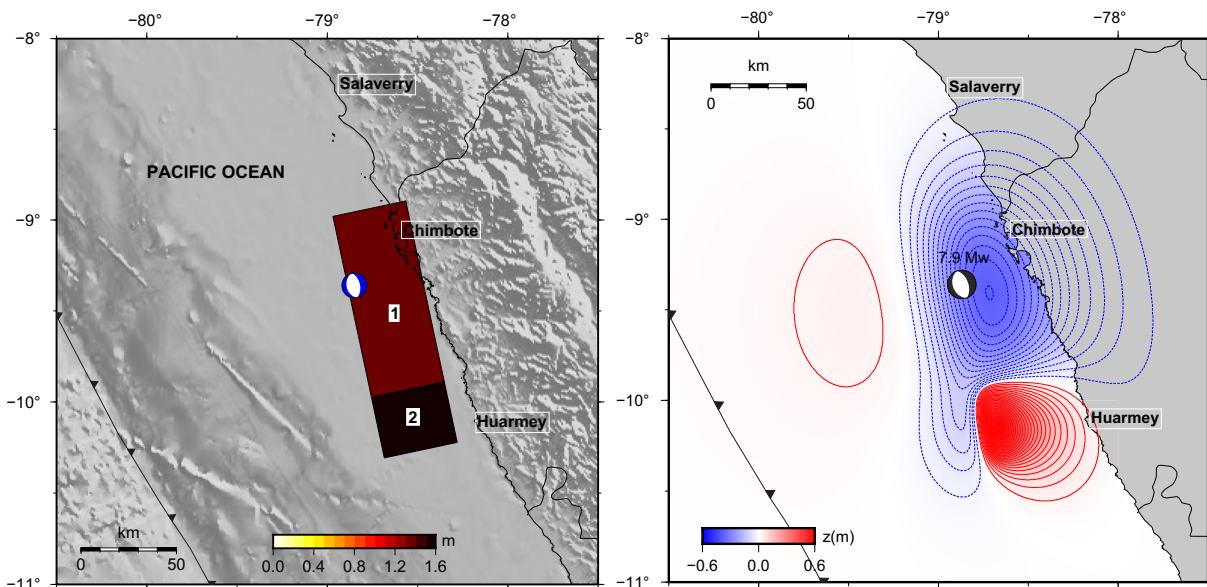 −80° −79° −78°
−8°
−9°
−10°
−11°
Salaverry
PACIFIC OCEAN
Chimbote
1
2
Huarmey
km
0 50
m
0.0 0.4 0.8 1.2 1.6
−80° −79° −78°
−8°
−9°
−10°
−11°
km
0 50
Salaverry
Chimbote
7.9 Mw
Huarmey
z(m)
−0.6 0.0 0.6